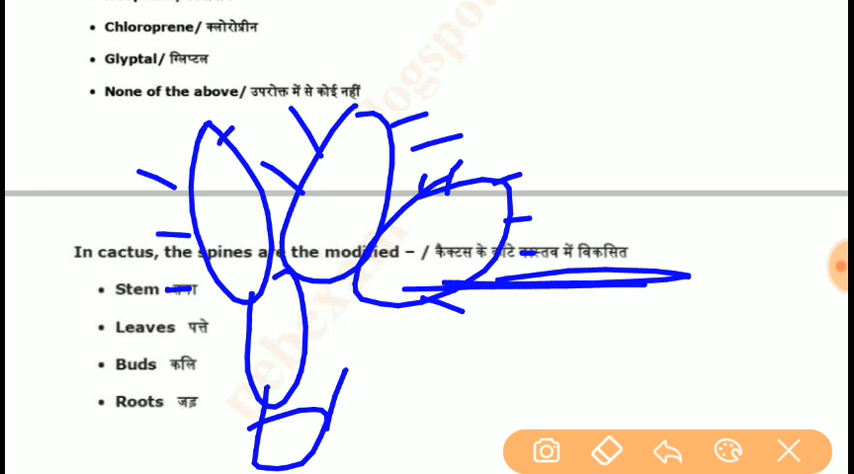 • Chloroprene/ क्लोरोप्रीन
• Glyptal/ ग्लिप्टल
• None of the above/ उपरोक्त में से कोई नहीं
In cactus, the spines are the modified – / कैक्टस के में विकसित
• Stem
• Leaves पत्ते
• Buds कलि
• Roots जड़